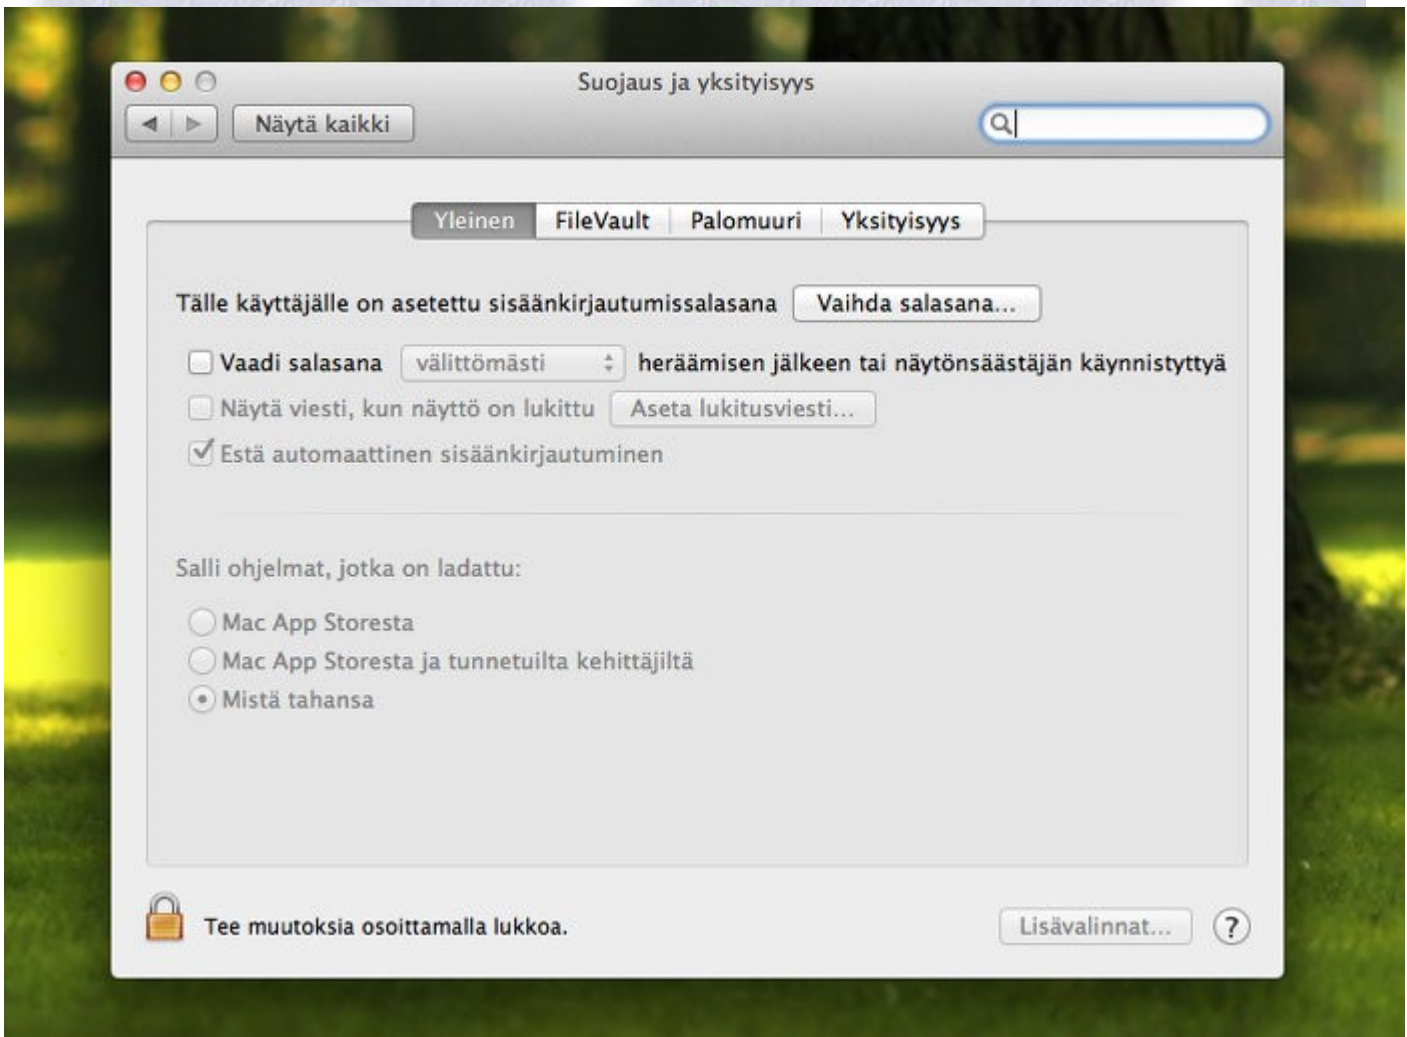 Suojaus ja yksityisyys
Näytä kaikki
Yleinen FileVault Palomuuri Yksityisyys
Tälle käyttäjälle on asetettu sisäänkirjautumissalasana Vaihda salasana...
Vaadi salasana välittömästi heräämisen jälkeen tai näytönsäästäjän käynnistyttyä
Näytä viesti, kun näyttö on lukittu Aseta lukitusviesti...
Estä automaattinen sisäänkirjautuminen
Salli ohjelmat, jotka on ladattu:
Mac App Storesta
Mac App Storesta ja tunnetuilta kehittäjiltä
Mistä tahansa
Tee muutoksia osoittamalla lukkoa. Lisävalinnat... ?